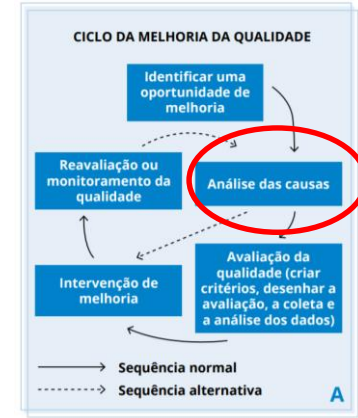 CICLO DA MELHORIA DA QUALIDADE
Identificar uma
oportunidade de
melhoria
Reavaliação ou
monitoramento da
qualidade
Análise das causas
Intervenção de
melhoria
Avaliação da
qualidade (criar
critérios, desenhar a
avaliação, a coleta e
a análise dos dados)
Sequência normal
Sequência alternativa
A